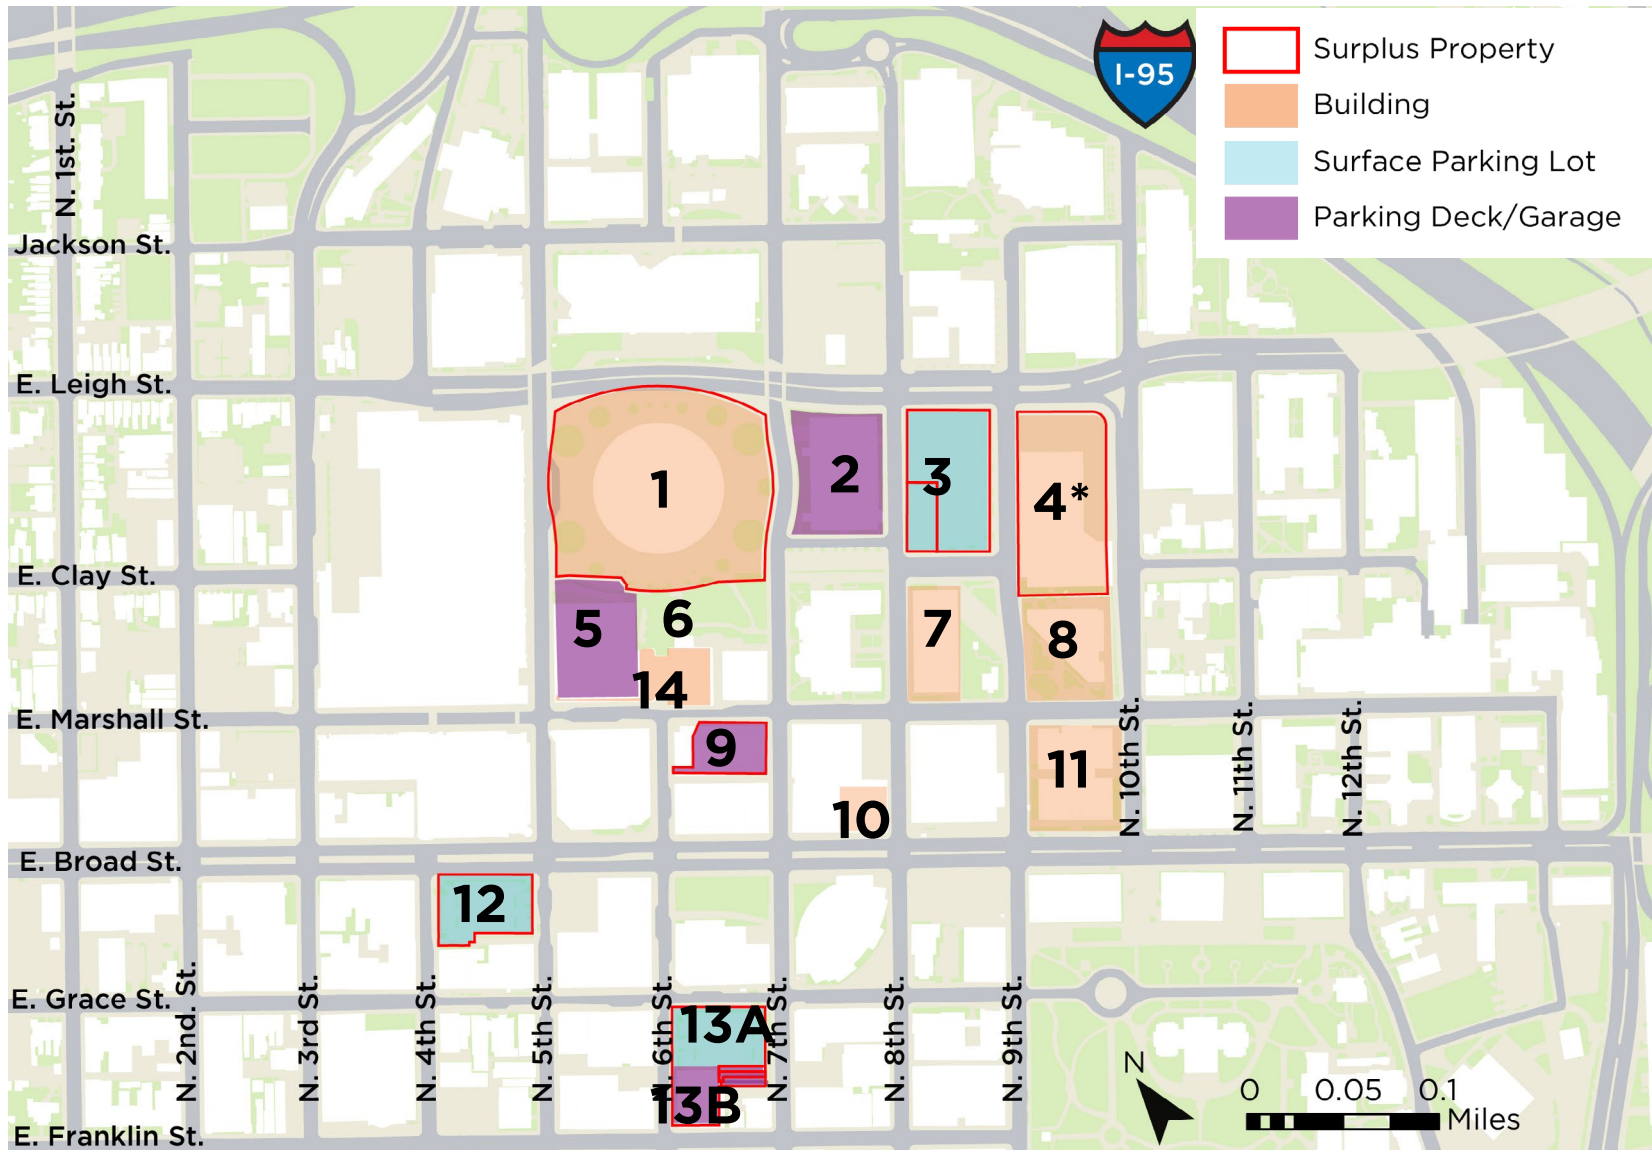 I-95
Surplus Property
Building
Surface Parking Lot
Parking Deck/Garage
N. 1st. St.
Jackson St.
E. Leigh St.
1
2
3
4*
E. Clay St.
5
6
7
8
14
E. Marshall St.
9
10
11
N. 10th St.
N. 11th St.
N. 12th St.
E. Broad St.
12
E. Grace St.
N. 2nd. St.
N. 3rd St.
N. 4th St.
N. 5th St.
N. 6th St.
N. 7th St.
N. 8th St.
N. 9th St.
13A
13B
E. Franklin St.
N
0 0.05 0.1
Miles